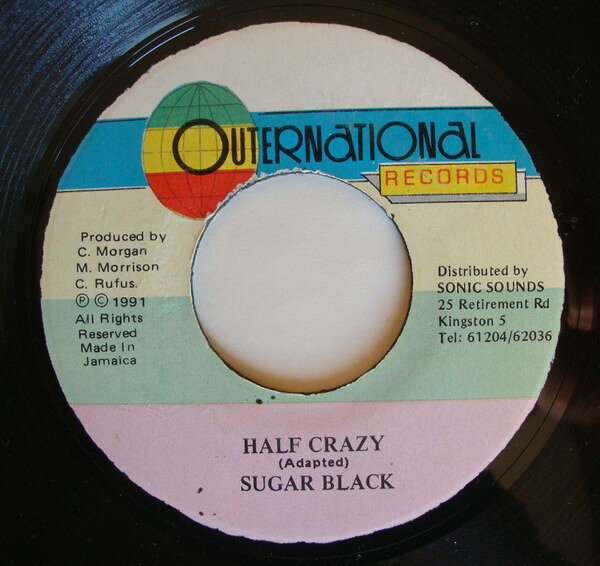 OUTERNATIONAL
RECORDS
Produced by
C. Morgan
M. Morrison
C. Rufus.
Ⓟ © 1991
All Rights
Reserved
Made In
Jamaica
Distributed by
SONIC SOUNDS
25 Retirement Rd
Kingston 5
Tel: 61204/62036
HALF CRAZY
(Adapted)
SUGAR BLACK